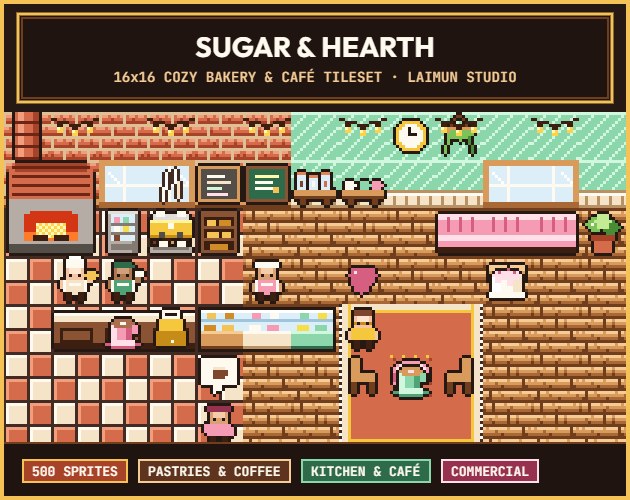 SUGAR & HEARTH
16x16 COZY BAKERY & CAFÉ TILESET · LAIMUN STUDIO
500 SPRITES
PASTRIES & COFFEE
KITCHEN & CAFÉ
COMMERCIAL